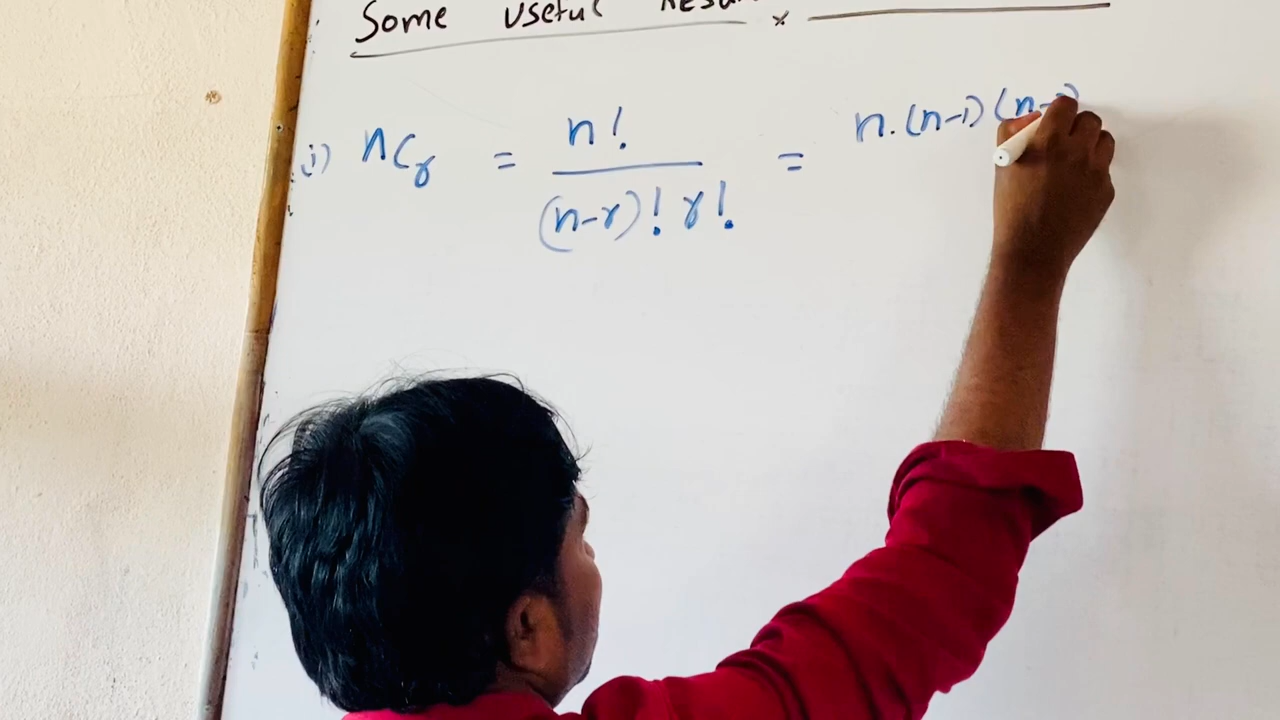 Some Useful
i) nCr = n! / (n-r)! r! = n.(n-1)(n-